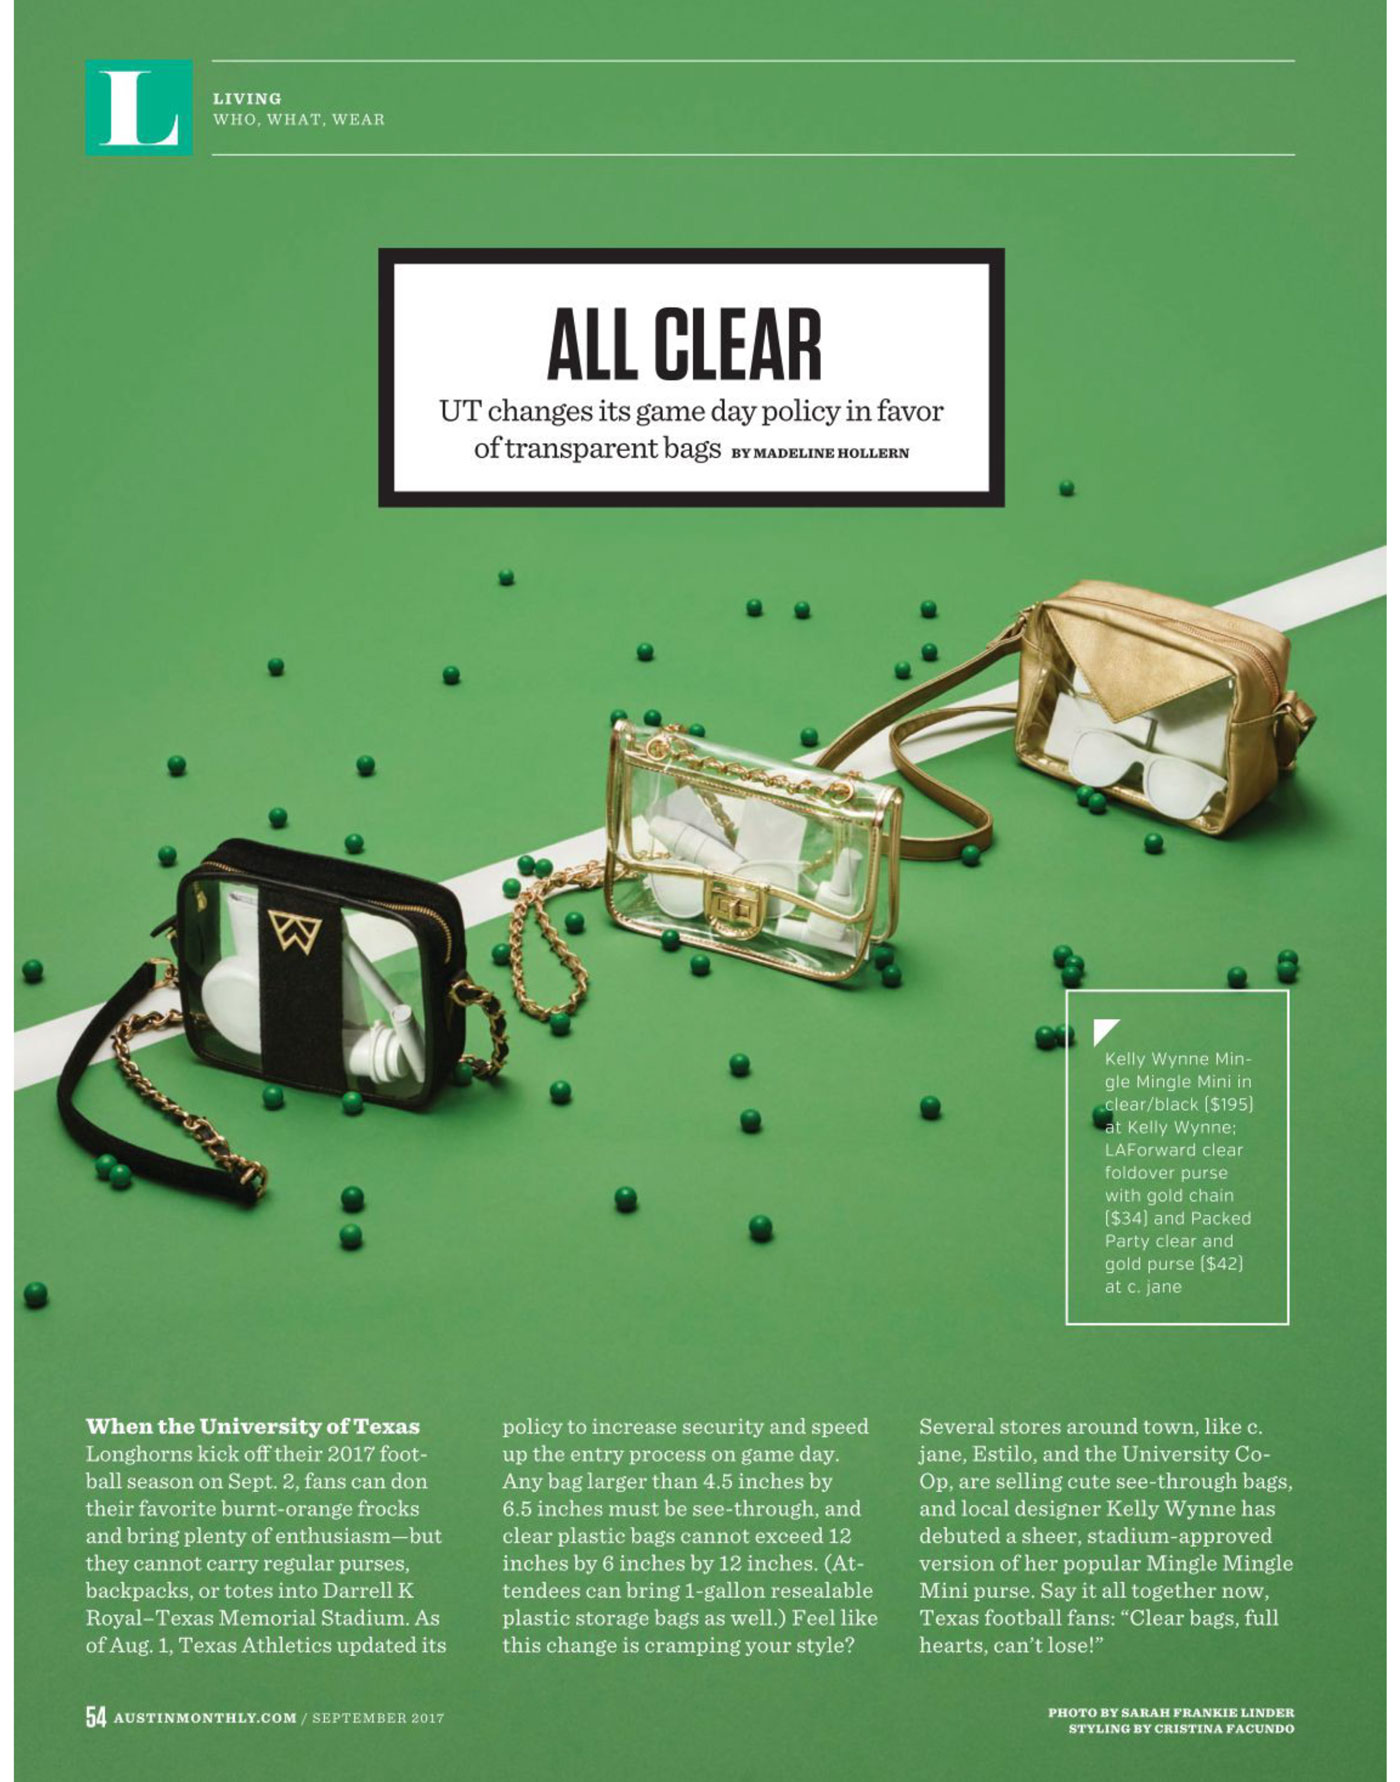 L
LIVING
WHO, WHAT, WEAR
ALL CLEAR
UT changes its game day policy in favor
of transparent bags BY MADELINE HOLLERN
Kelly Wynne Min-
gle Mingle Mini in
clear/black ($195)
at Kelly Wynne;
LAForward clear
foldover purse
with gold chain
($34) and Packed
Party clear and
gold purse ($42)
at c. jane
When the University of Texas
Longhorns kick off their 2017 foot-
ball season on Sept. 2, fans can don
their favorite burnt-orange frocks
and bring plenty of enthusiasm—but
they cannot carry regular purses,
backpacks, or totes into Darrell K
Royal–Texas Memorial Stadium. As
of Aug. 1, Texas Athletics updated its
policy to increase security and speed
up the entry process on game day.
Any bag larger than 4.5 inches by
6.5 inches must be see-through, and
clear plastic bags cannot exceed 12
inches by 6 inches by 12 inches. (At-
tendees can bring 1-gallon resealable
plastic storage bags as well.) Feel like
this change is cramping your style?
Several stores around town, like c.
jane, Estilo, and the University Co-
Op, are selling cute see-through bags,
and local designer Kelly Wynne has
debuted a sheer, stadium-approved
version of her popular Mingle Mingle
Mini purse. Say it all together now,
Texas football fans: “Clear bags, full
hearts, can’t lose!”
54 AUSTINMONTHLY.COM / SEPTEMBER 2017
PHOTO BY SARAH FRANKIE LINDER
STYLING BY CRISTINA FACUNDO